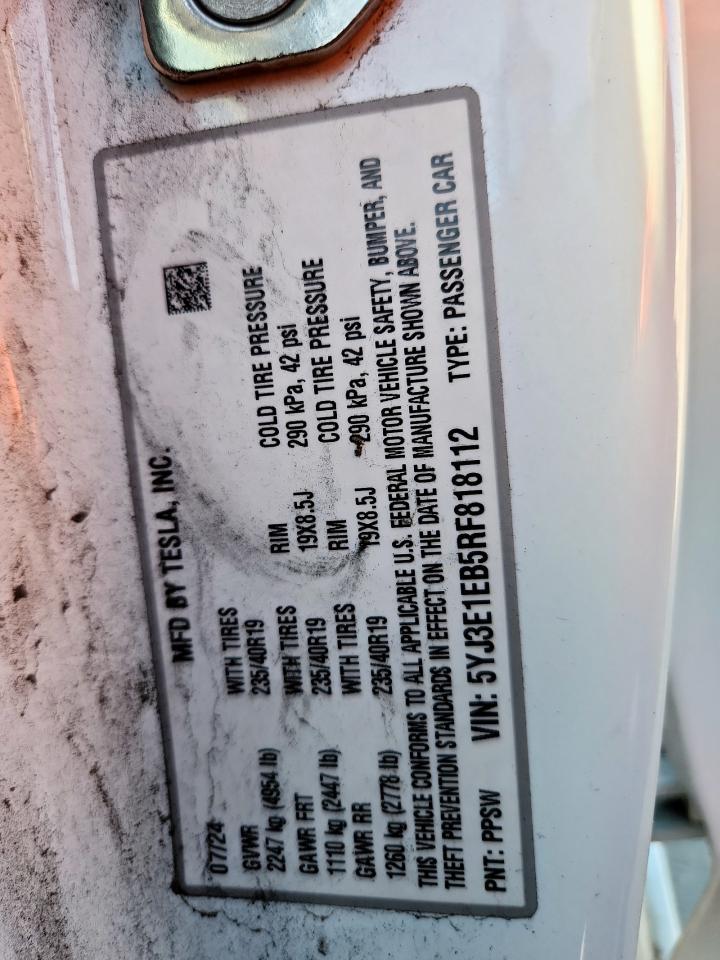 MFD BY TESLA, INC.
07/24
GVWR WITH TIRES RIM COLD TIRE PRESSURE
2247 kg (4954 lb) 235/40R19 19X8.5J 290 kPa, 42 psi
GAWR FRT WITH TIRES RIM COLD TIRE PRESSURE
1110 kg (2447 lb) 235/40R19 19X8.5J 290 kPa, 42 psi
GAWR RR WITH TIRES
1260 kg (2778 lb) 235/40R19
THIS VEHICLE CONFORMS TO ALL APPLICABLE U.S. FEDERAL MOTOR VEHICLE SAFETY, BUMPER, AND
THEFT PREVENTION STANDARDS IN EFFECT ON THE DATE OF MANUFACTURE SHOWN ABOVE.
PNT: PPSW VIN: 5YJ3E1EB5RF818112 TYPE: PASSENGER CAR